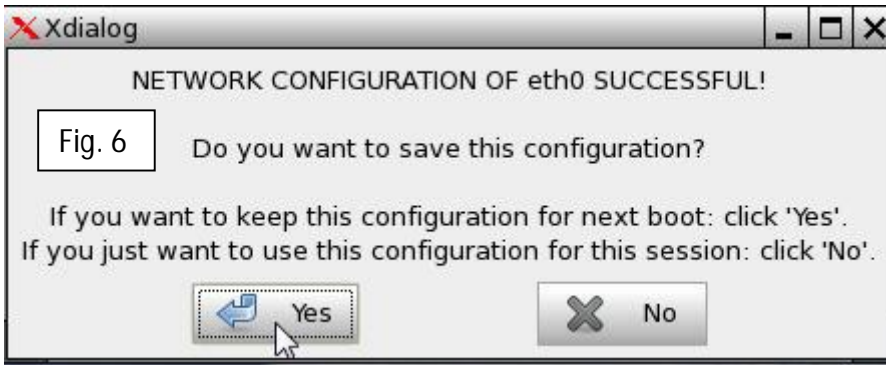 Xdialog
NETWORK CONFIGURATION OF eth0 SUCCESSFUL!
Fig. 6
Do you want to save this configuration?
If you want to keep this configuration for next boot: click 'Yes'.
If you just want to use this configuration for this session: click 'No'.
Yes
No